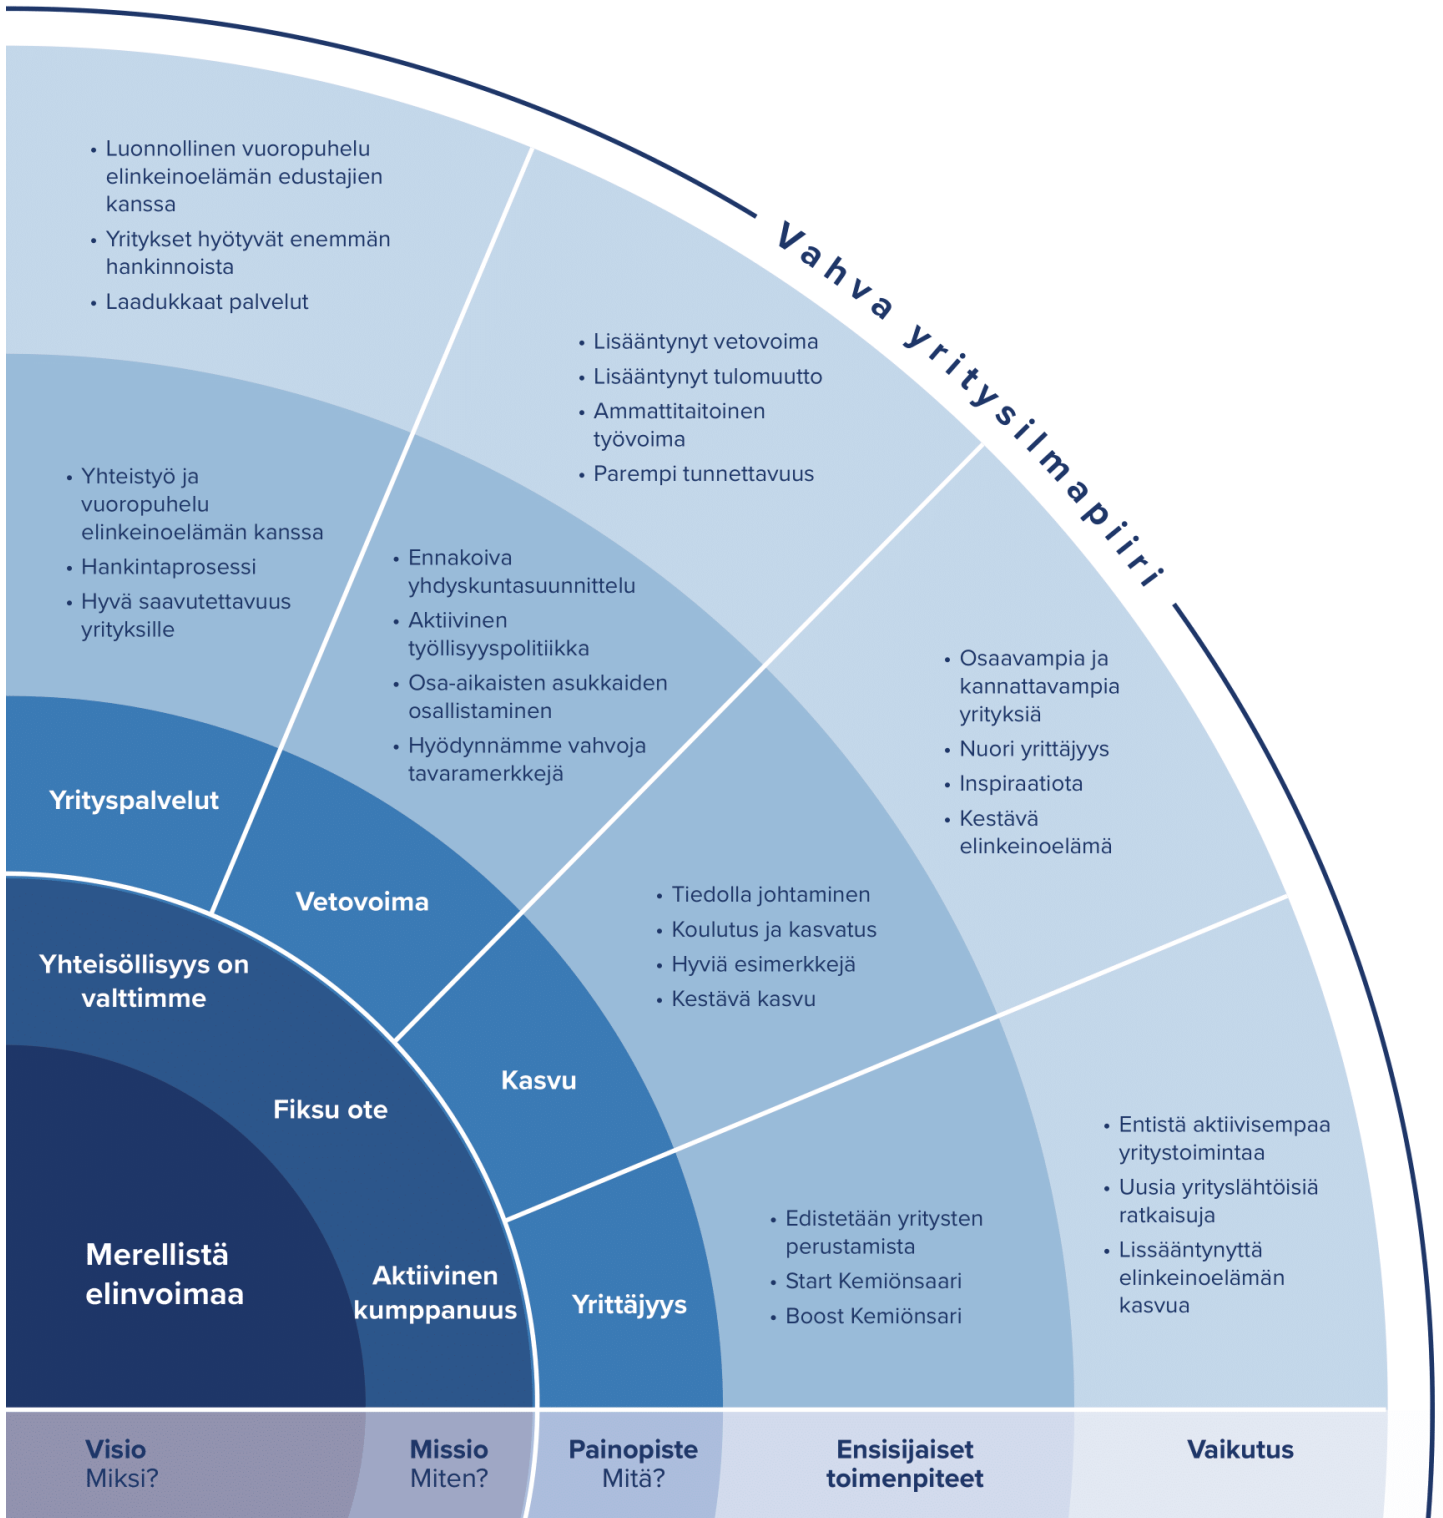 Vahva yritysilmapiiri
• Luonnollinen vuoropuhelu
elinkeinoelämän edustajien
kanssa
• Yritykset hyötyvät enemmän
hankinnoista
• Laadukkaat palvelut
• Lisääntynyt vetovoima
• Lisääntynyt tulomuutto
• Ammattitaitoinen
työvoima
• Parempi tunnettavuus
• Osaavampia ja
kannattavampia
yrityksiä
• Nuori yrittäjyys
• Inspiraatiota
• Kestävä
elinkeinoelämä
• Entistä aktiivisempaa
yritystoimintaa
• Uusia yrityslähtöisiä
ratkaisuja
• Lissääntynyttä
elinkeinoelämän
kasvua
• Yhteistyö ja
vuoropuhelu
elinkeinoelämän kanssa
• Hankintaprosessi
• Hyvä saavutettavuus
yrityksille
• Ennakoiva
yhdyskuntasuunnittelu
• Aktiivinen
työllisyyspolitiikka
• Osa-aikaisten asukkaiden
osallistaminen
• Hyödynnämme vahvoja
tavaramerkkejä
• Tiedolla johtaminen
• Koulutus ja kasvatus
• Hyviä esimerkkejä
• Kestävä kasvu
• Edistetään yritysten
perustamista
• Start Kemiönsaari
• Boost Kemiönsari
Yrityspalvelut
Vetovoima
Kasvu
Yrittäjyys
Yhteisöllisyys on
valttimme
Fiksu ote
Aktiivinen
kumppanuus
Merellistä
elinvoimaa
Visio
Miksi?
Missio
Miten?
Painopiste
Mitä?
Ensisijaiset
toimenpiteet
Vaikutus